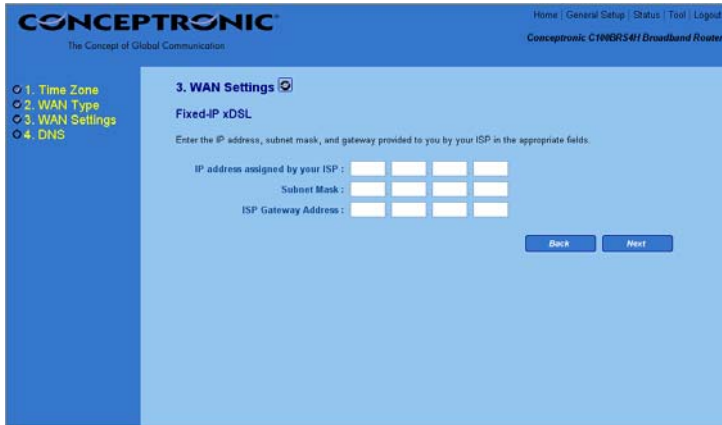 CONCEPTRONIC
The Concept of Global Communication
Home | General Setup | Status | Tool | Logout
Conceptronic C100BRS4H Broadband Router
1. Time Zone
2. WAN Type
3. WAN Settings
4. DNS
3. WAN Settings
Fixed-IP xDSL
Enter the IP address, subnet mask, and gateway provided to you by your ISP in the appropriate fields.
IP address assigned by your ISP :
Subnet Mask :
ISP Gateway Address :
Back Next